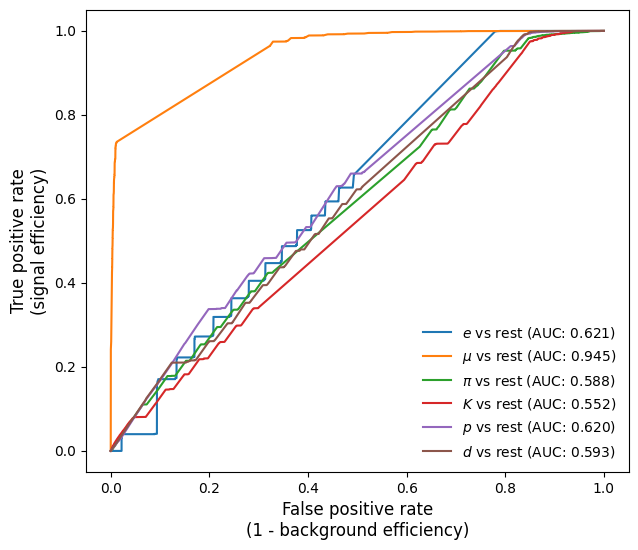 1.0
0.8
0.6
0.4
0.2
0.0
True positive rate
(signal efficiency)
e vs rest (AUC: 0.621)
μ vs rest (AUC: 0.945)
π vs rest (AUC: 0.588)
K vs rest (AUC: 0.552)
p vs rest (AUC: 0.620)
d vs rest (AUC: 0.593)
0.0 0.2 0.4 0.6 0.8 1.0
False positive rate
(1 - background efficiency)